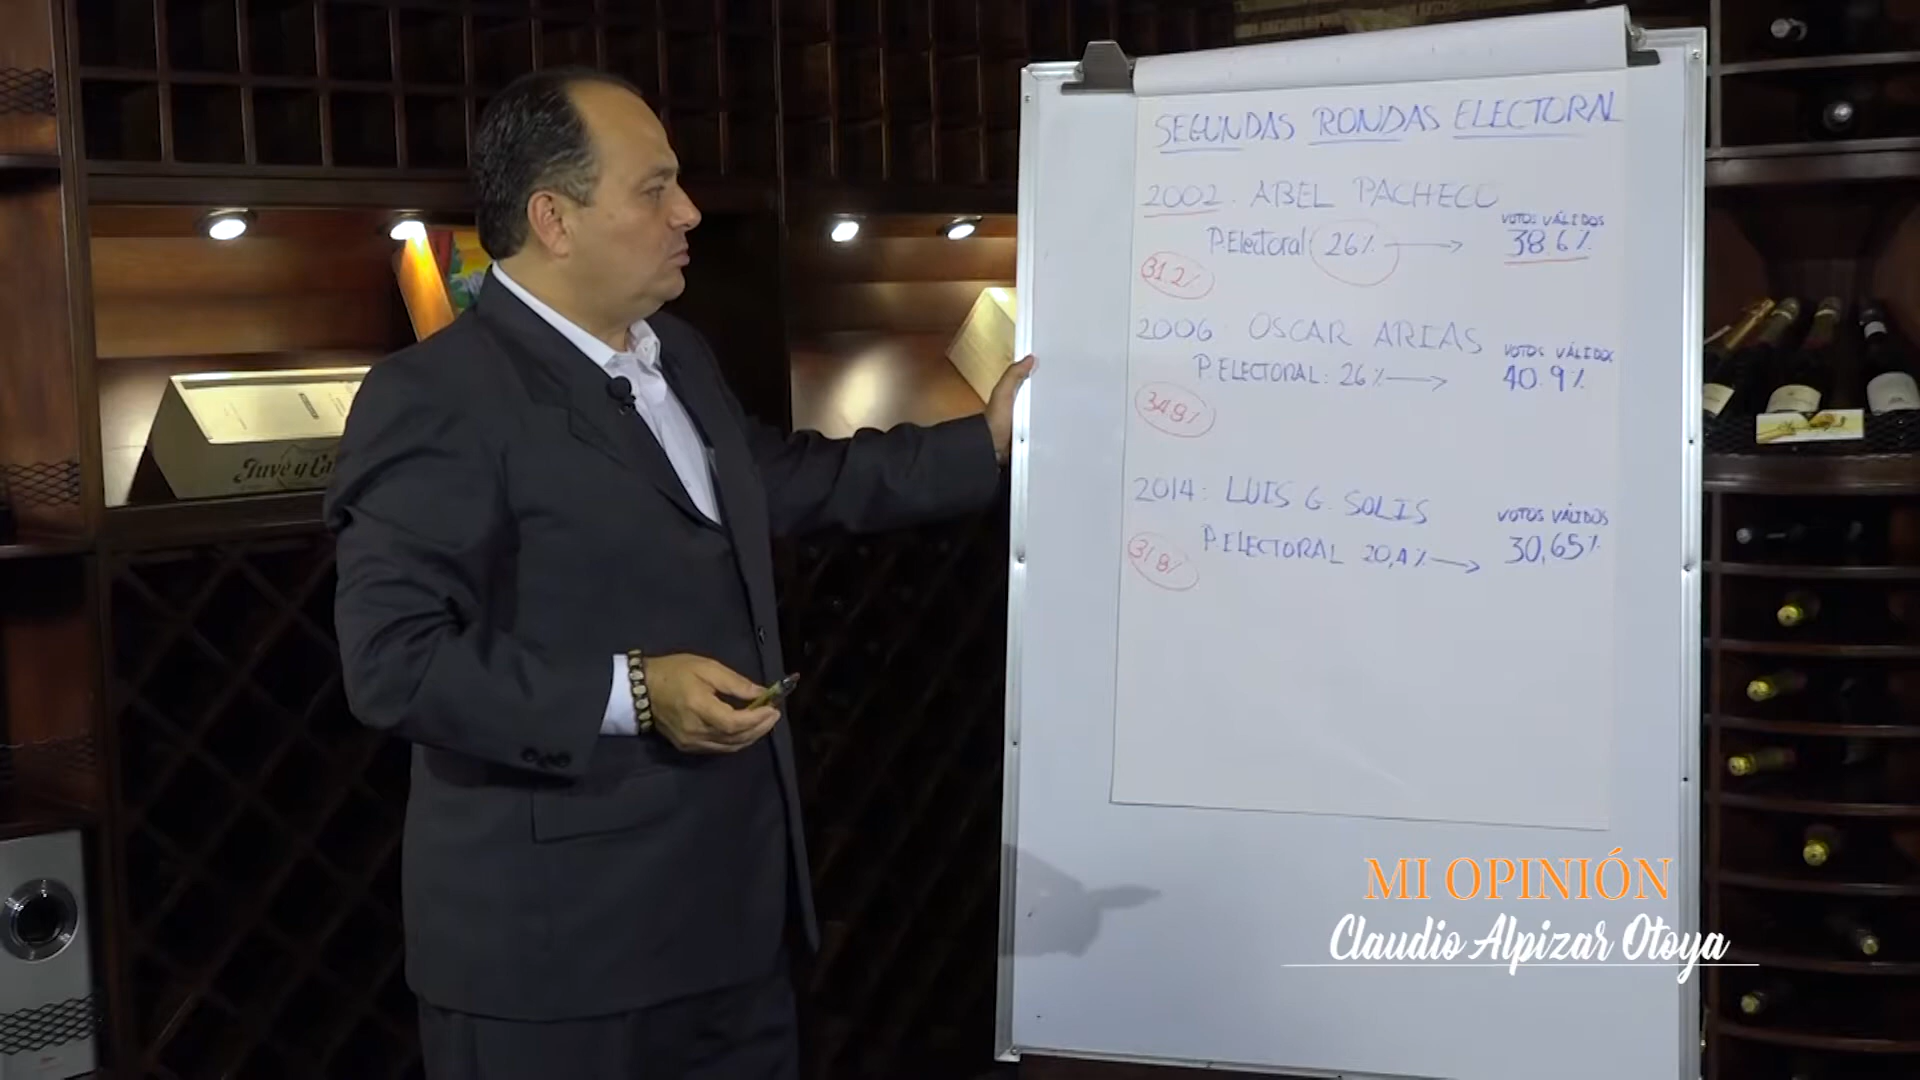 SEGUNDAS RONDAS ELECTORAL
2002. ABEL PACHECO
VOTOS VÁLIDOS
P.Electoral 26% → 38.6%
31.2%
2006: OSCAR ARIAS
VOTOS VÁLIDOS
P. ELECTORAL: 26% → 40.9%
34.8%
2014: LUIS G. SOLIS
VOTOS VÁLIDOS
P. ELECTORAL 20,4% → 30,65%
31,8%
Juvé y
MI OPINIÓN
Claudio Alpizar Otoya